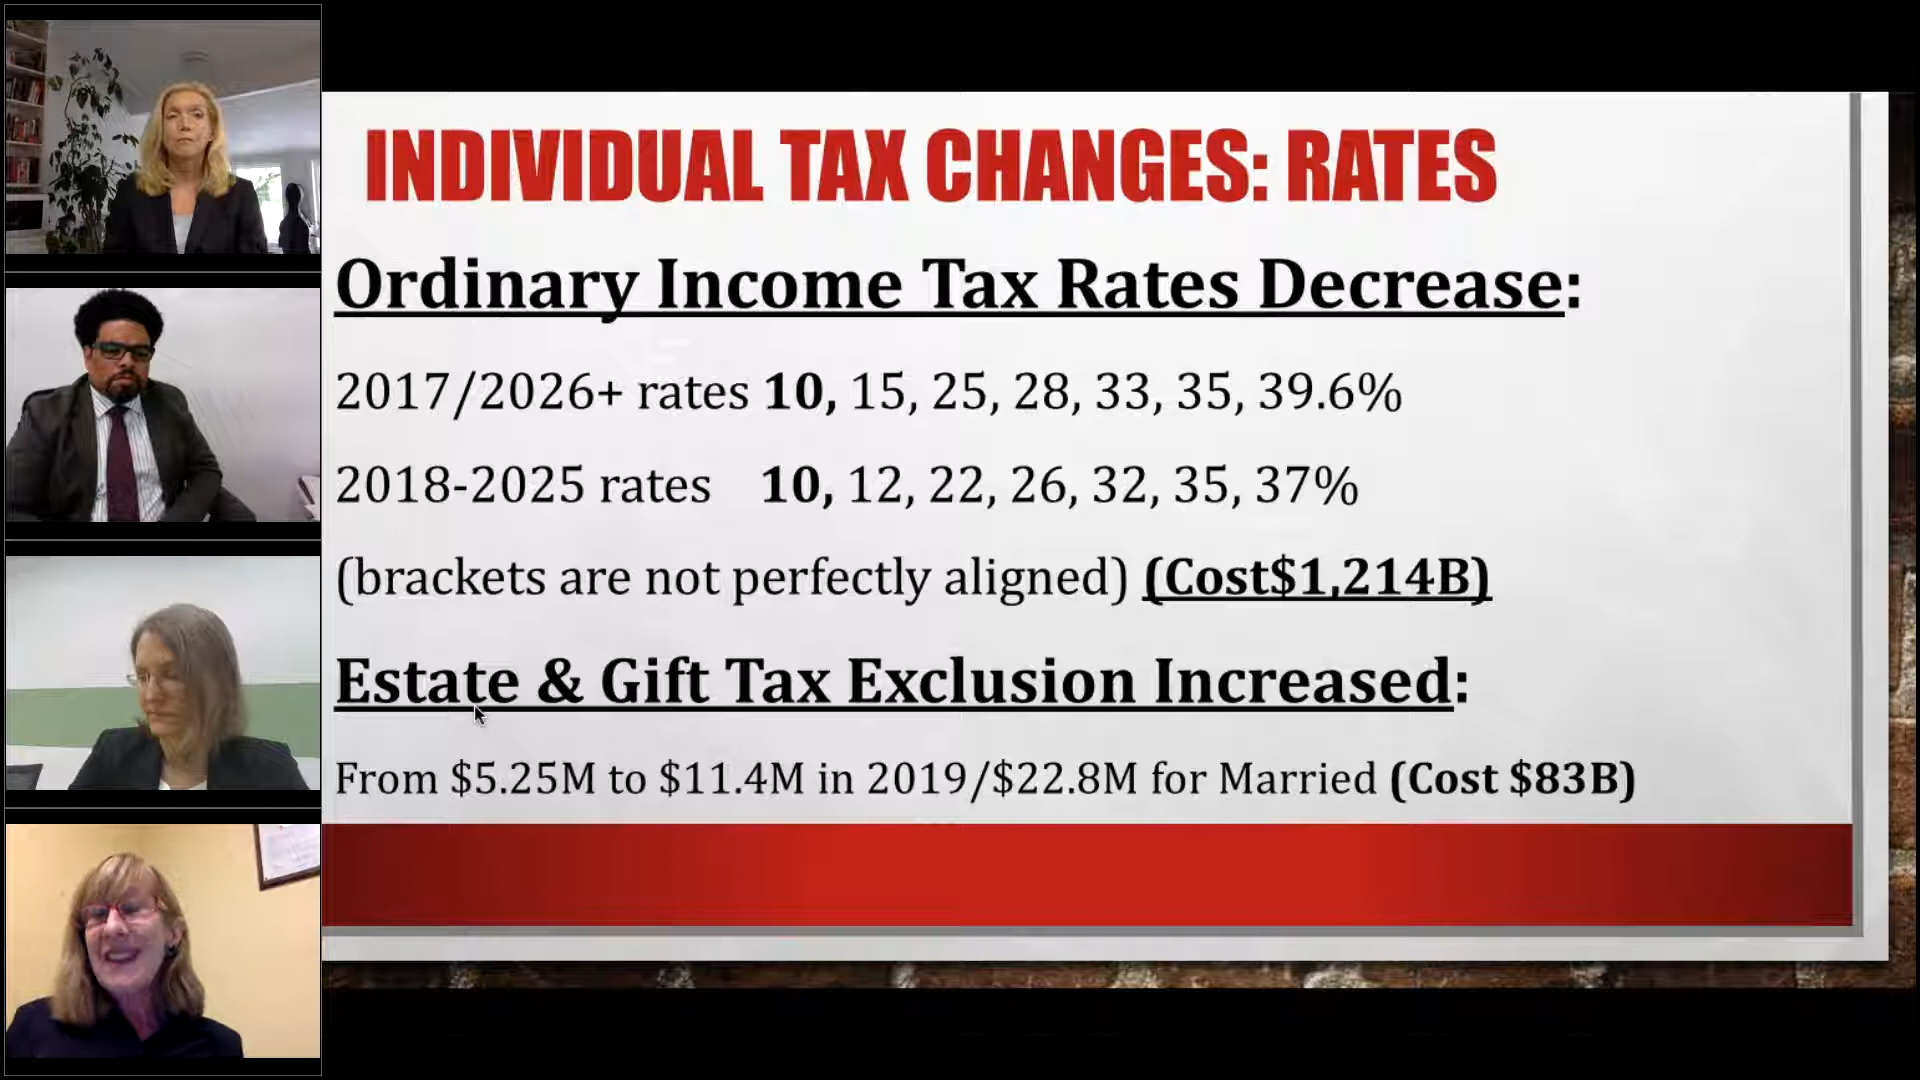 INDIVIDUAL TAX CHANGES: RATES
Ordinary Income Tax Rates Decrease:
2017/2026+ rates 10, 15, 25, 28, 33, 35, 39.6%
2018-2025 rates 10, 12, 22, 26, 32, 35, 37%
(brackets are not perfectly aligned) (Cost$1,214B)
Estate & Gift Tax Exclusion Increased:
From $5.25M to $11.4M in 2019/$22.8M for Married (Cost $83B)